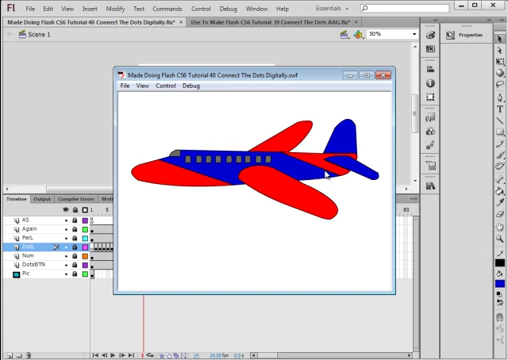 Fl File Edit View Insert Modify Text Commands Control Debug Window Help Essentials
Made Doing Flash CS6 Tutorial 40 Connect The Dots Digitally.fla* × Use To Make Flash Tutorial 39 Connect The Dots AAG.fla* ×
Scene 1 50%
Properties
Made Doing Flash CS6 Tutorial 40 Connect The Dots Digitally.swf
File View Control Debug
Timeline Output Compiler Errors
1 5 80
AS
Again
DotL
Num
DotsBTN
Pic